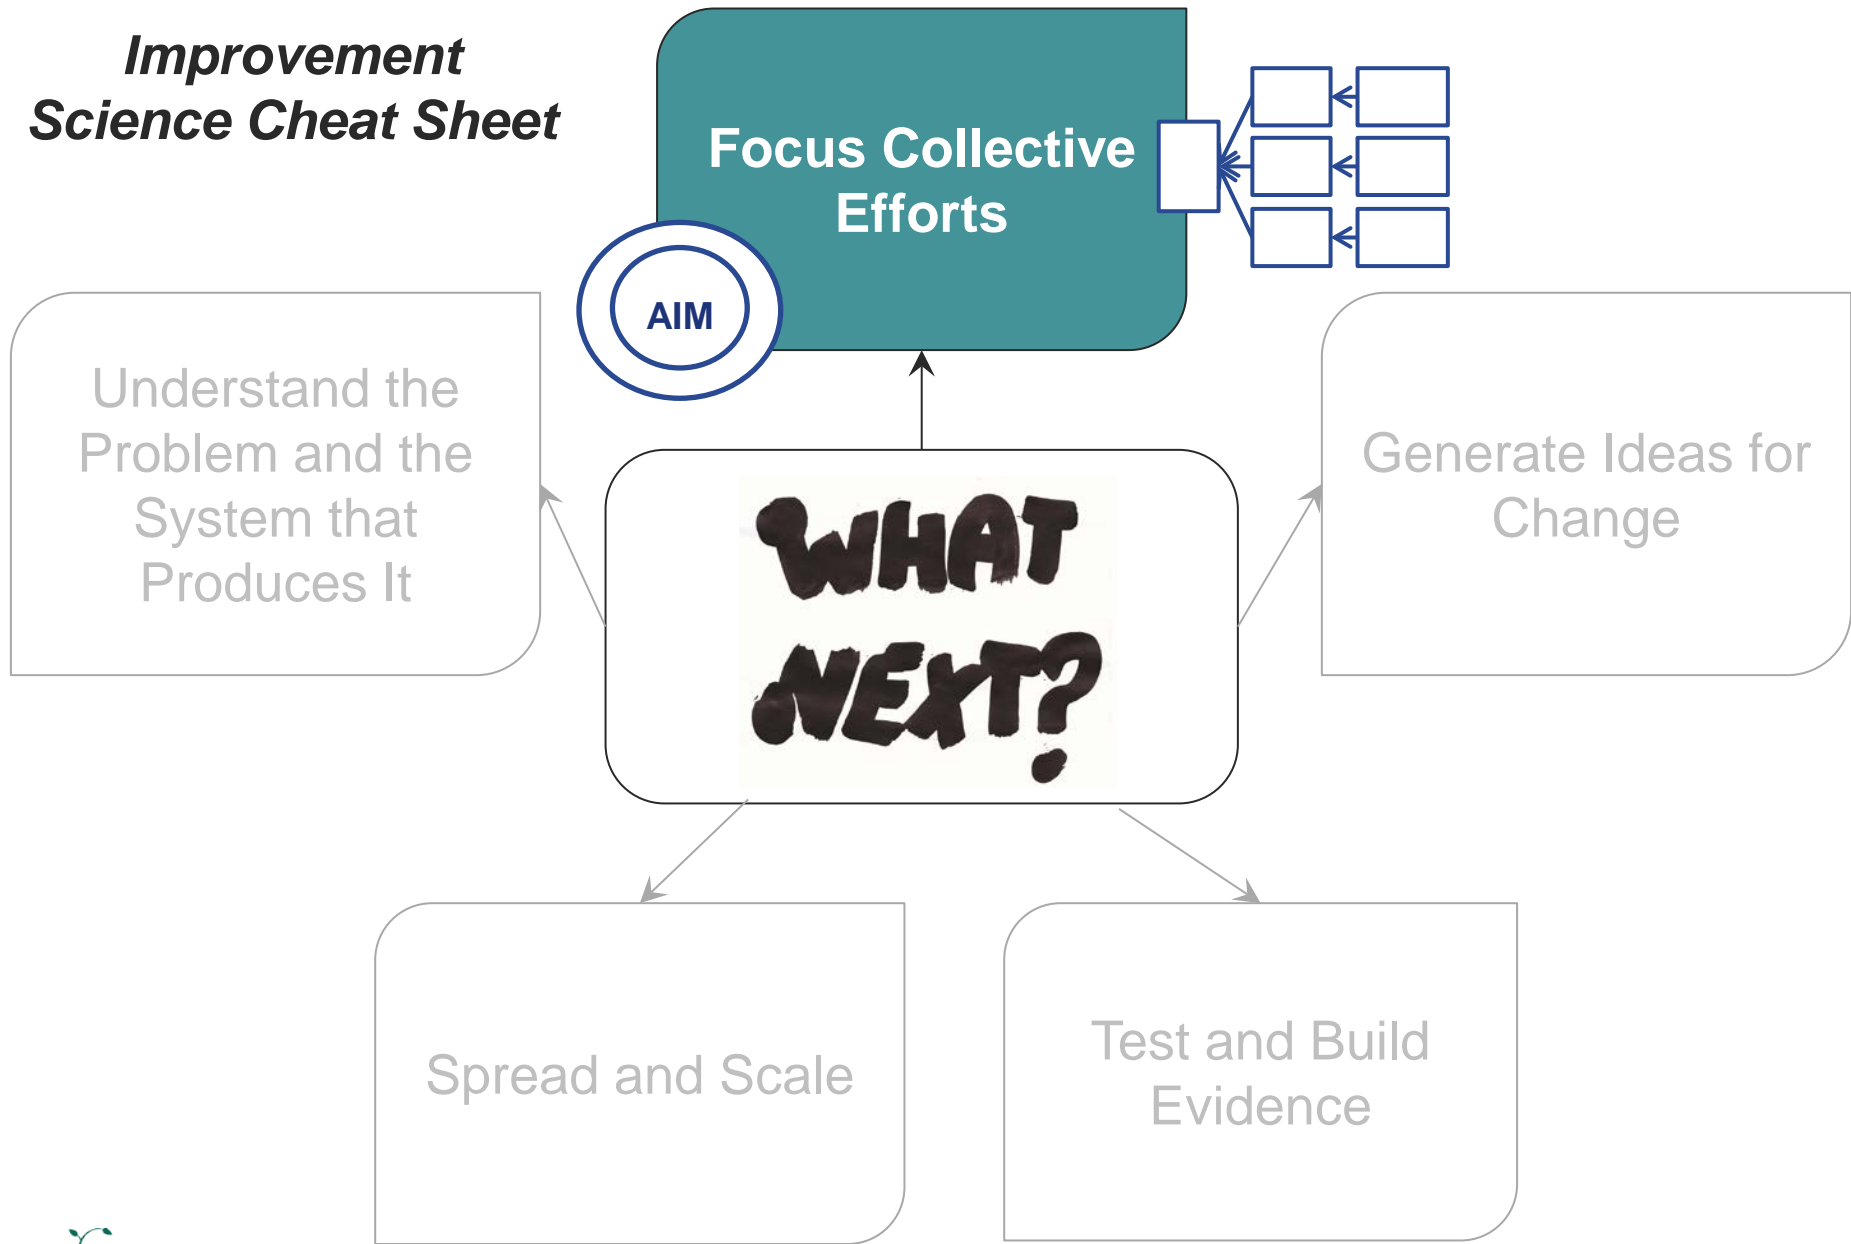 Improvement
Science Cheat Sheet
Focus Collective
Efforts
AIM
Understand the
Problem and the
System that
Produces It
Generate Ideas for
Change
WHAT
NEXT?
Spread and Scale
Test and Build
Evidence